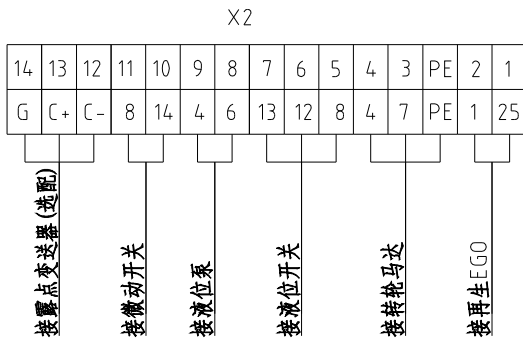 X2
14 13 12 11 10 9 8 7 6 5 4 3 PE 2 1
G C+ C- 8 14 4 6 13 12 8 4 7 PE 1 25
接露点变送器(选配)
接微动开关
接液位泵
接液位开关
接转轮马达
接再生EGO